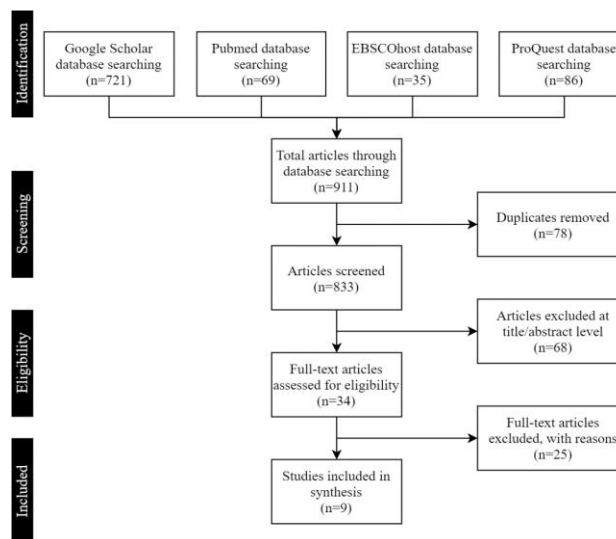 Identification
Google Scholar
database searching
(n=721)
Pubmed database
searching
(n=69)
EBSCOhost database
searching
(n=35)
ProQuest database
searching
(n=86)
Total articles through
database searching
(n=911)
Screening
Duplicates removed
(n=78)
Articles screened
(n=833)
Articles excluded at
title/abstract level
(n=68)
Eligibility
Full-text articles
assessed for eligibility
(n=34)
Full-text articles
excluded, with reasons
(n=25)
Included
Studies included in
synthesis
(n=9)